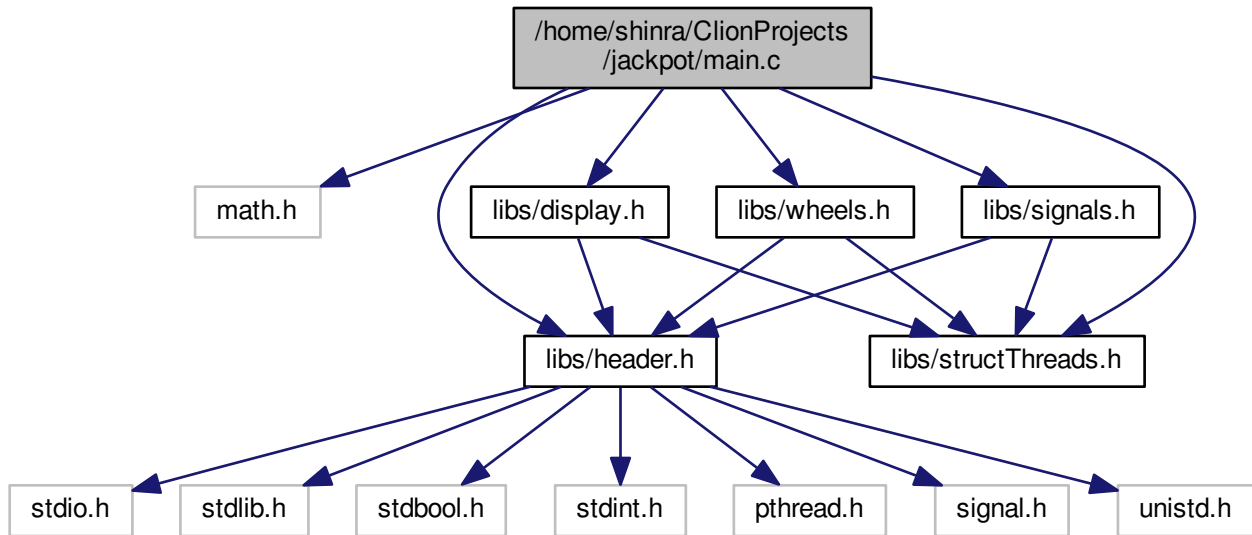 /home/shinra/ClionProjects
/jackpot/main.c
math.h
libs/display.h
libs/wheels.h
libs/signals.h
libs/header.h
libs/structThreads.h
stdio.h
stdlib.h
stdbool.h
stdint.h
pthread.h
signal.h
unistd.h